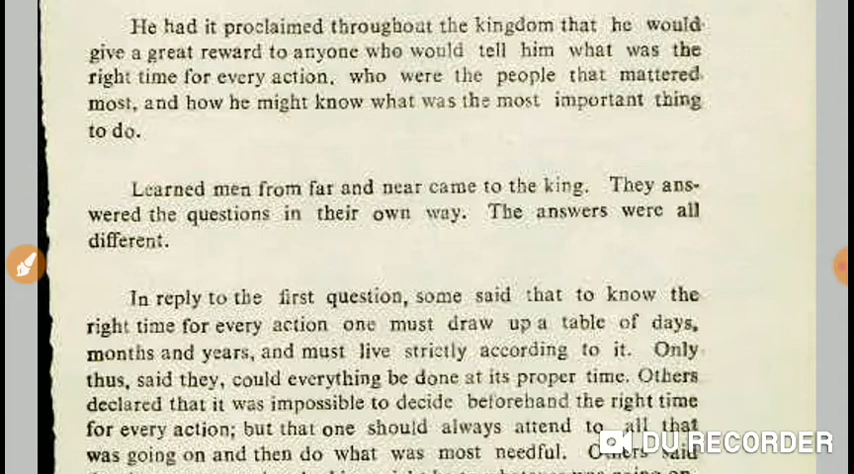 He had it proclaimed throughout the kingdom that he would
give a great reward to anyone who would tell him what was the
right time for every action, who were the people that mattered
most, and how he might know what was the most important thing
to do.
Learned men from far and near came to the king. They ans-
wered the questions in their own way. The answers were all
different.
In reply to the first question, some said that to know the
right time for every action one must draw up a table of days,
months and years, and must live strictly according to it. Only
thus, said they, could everything be done at its proper time. Others
declared that it was impossible to decide beforehand the right time
for every action; but that one should always attend to all that
was going on and then do what was most needful. Others said
DU RECORDER